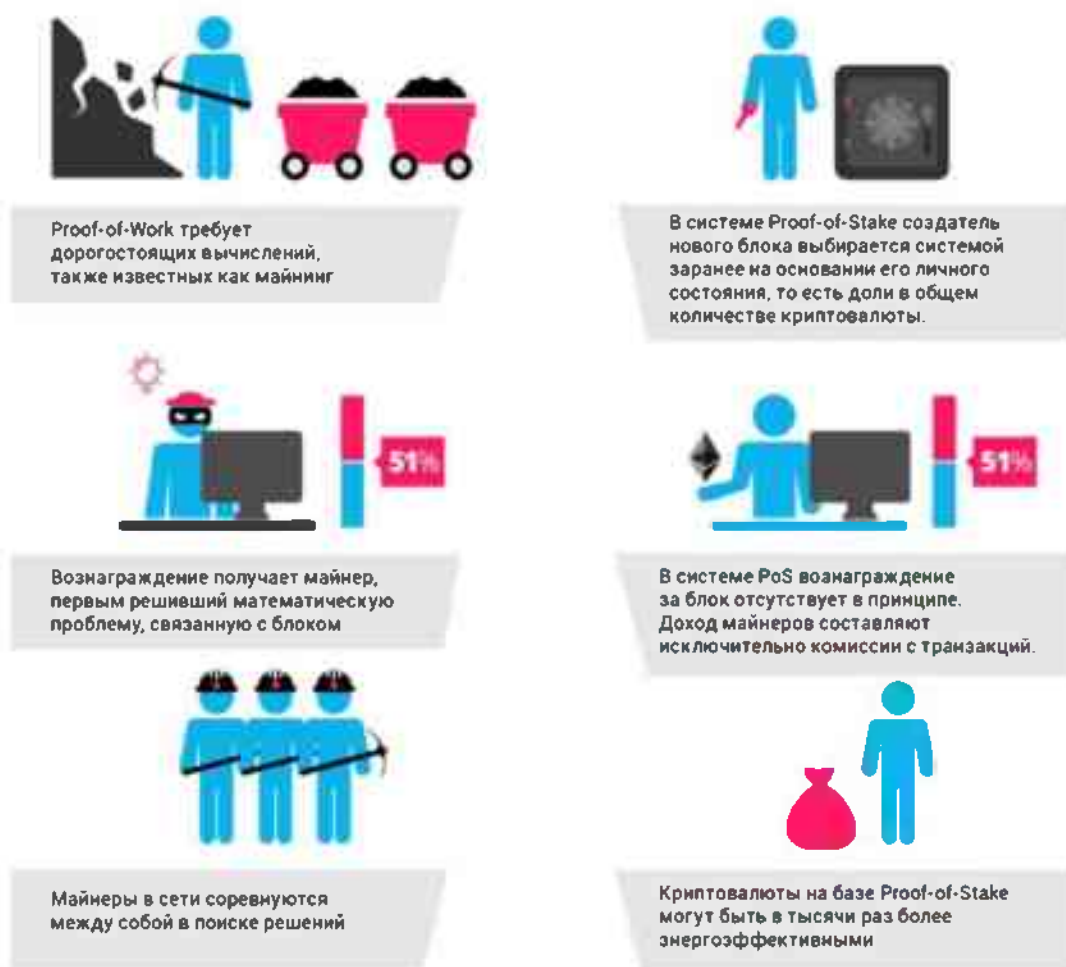 Proof-of-Work требует
дорогостоящих вычислений,
также известных как майнинг
В системе Proof-of-Stake создатель
нового блока выбирается системой
заранее на основании его личного
состояния, то есть доли в общем
количестве криптовалюты.
51%
51%
Вознаграждение получает майнер,
первым решивший математическую
проблему, связанную с блоком
В системе PoS вознаграждение
за блок отсутствует в принципе.
Доход майнеров составляют
исключительно комиссии с транзакций.
Майнеры в сети соревнуются
между собой в поиске решений
Криптовалюты на базе Proof-of-Stake
могут быть в тысячи раз более
энергоэффективными